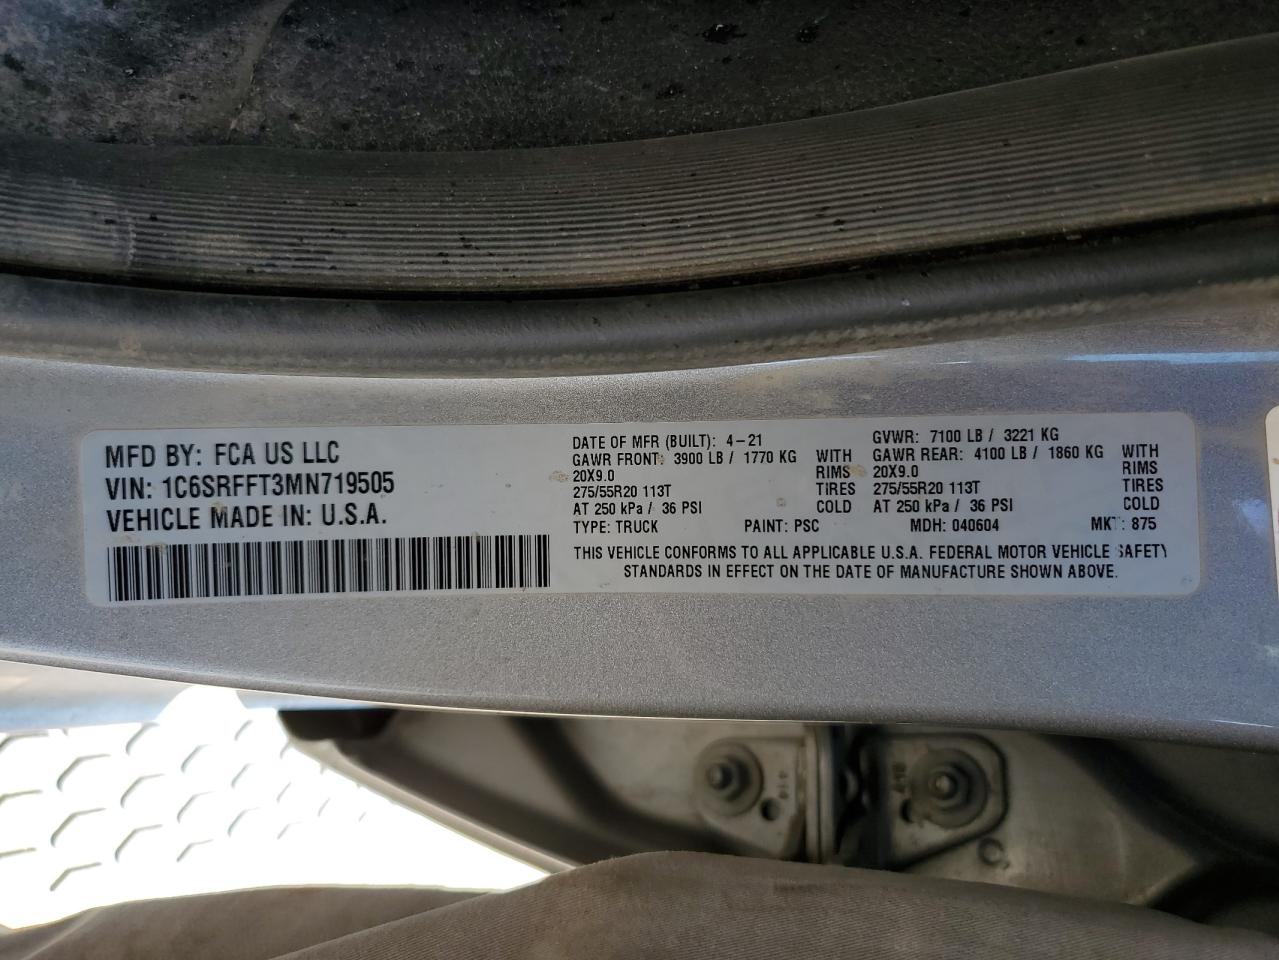 MFD BY: FCA US LLC
VIN: 1C6SRFFT3MN719505
VEHICLE MADE IN: U.S.A.
DATE OF MFR (BUILT): 4-21
GAWR FRONT: 3900 LB / 1770 KG WITH
20X9.0 RIMS
275/55R20 113T TIRES
AT 250 kPa / 36 PSI COLD
GVWR: 7100 LB / 3221 KG
GAWR REAR: 4100 LB / 1860 KG WITH
20X9.0 RIMS
275/55R20 113T TIRES
AT 250 kPa / 36 PSI COLD
TYPE: TRUCK PAINT: PSC MDH: 040604 MKT: 875
THIS VEHICLE CONFORMS TO ALL APPLICABLE U.S.A. FEDERAL MOTOR VEHICLE SAFETY
STANDARDS IN EFFECT ON THE DATE OF MANUFACTURE SHOWN ABOVE.